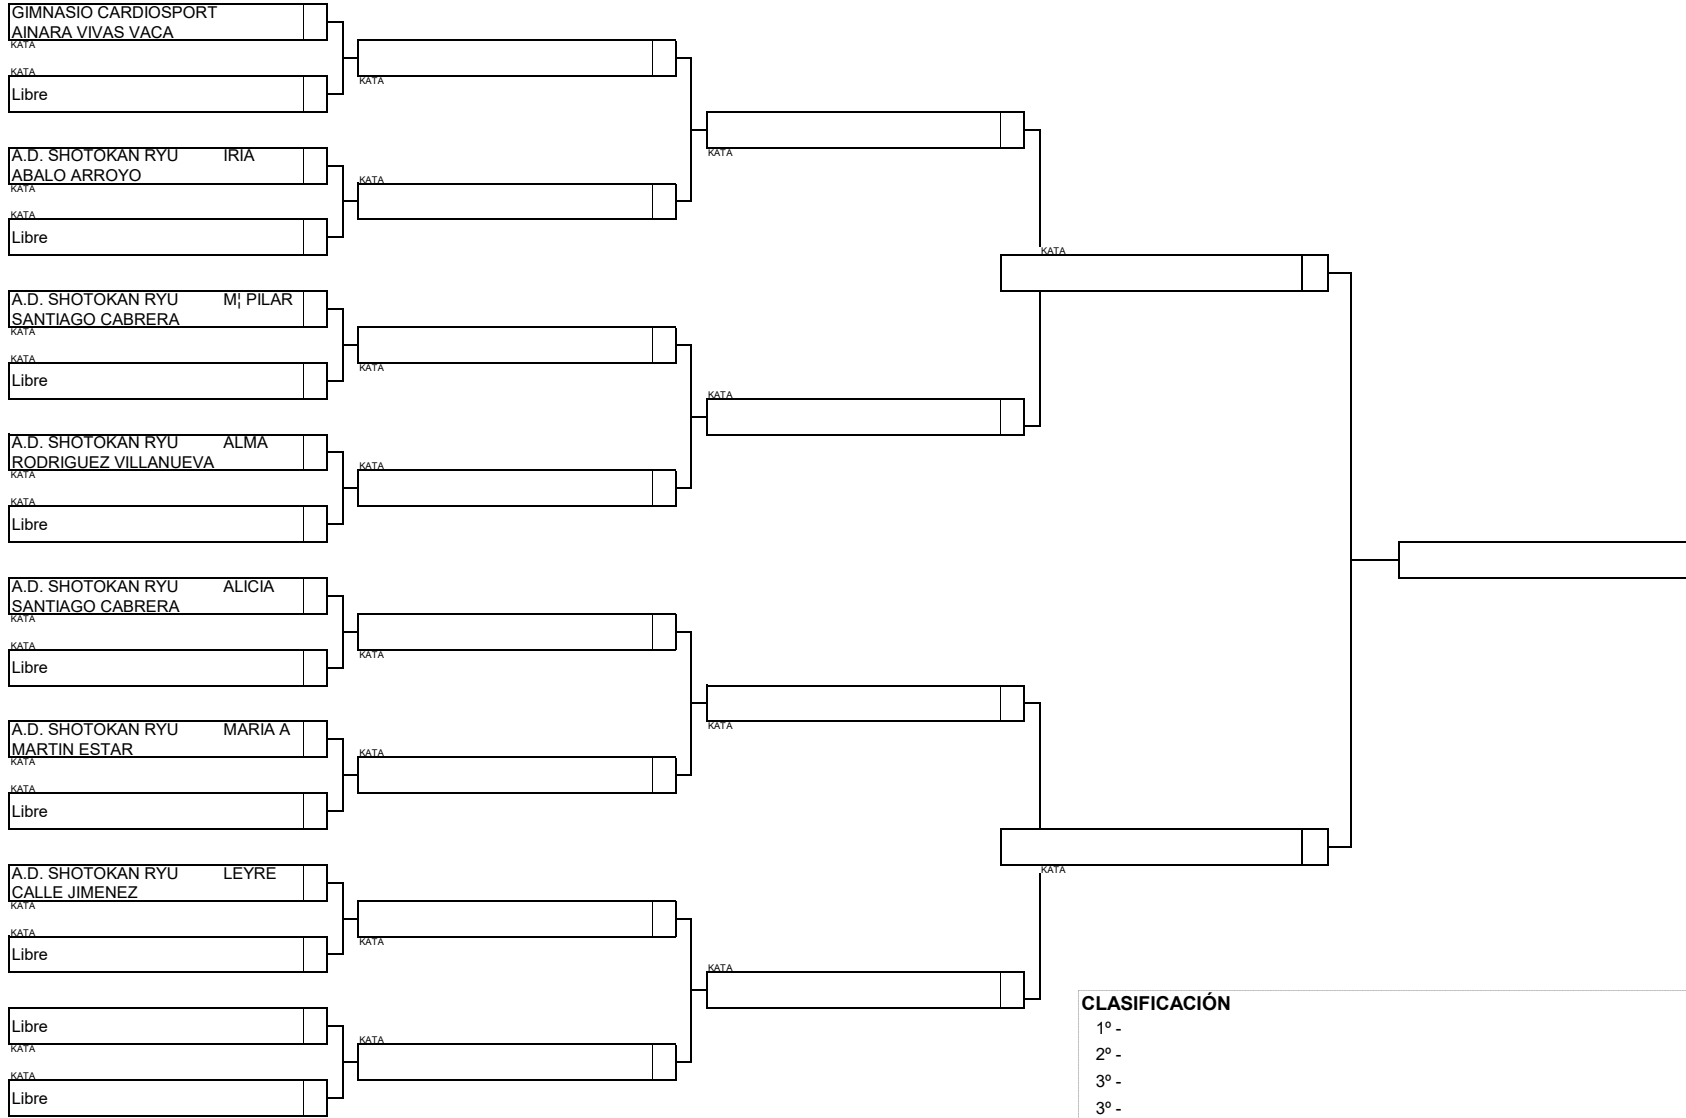 GIMNASIO CARDIOSPORT
AINARA VIVAS VACA
KATA
KATA
Libre
KATA
A.D. SHOTOKAN RYU IRIA
ABALO ARROYO
KATA
KATA
Libre
KATA
KATA
A.D. SHOTOKAN RYU M¦ PILAR
SANTIAGO CABRERA
KATA
KATA
Libre
KATA
KATA
A.D. SHOTOKAN RYU ALMA
RODRIGUEZ VILLANUEVA
KATA
KATA
Libre
KATA
KATA
A.D. SHOTOKAN RYU ALICIA
SANTIAGO CABRERA
KATA
KATA
Libre
KATA
A.D. SHOTOKAN RYU MARIA A
MARTIN ESTAR
KATA
KATA
Libre
KATA
KATA
A.D. SHOTOKAN RYU LEYRE
CALLE JIMENEZ
KATA
KATA
Libre
KATA
KATA
KATA
Libre
KATA
KATA
Libre
KATA
CLASIFICACIÓN
1º -
2º -
3º -
3º -